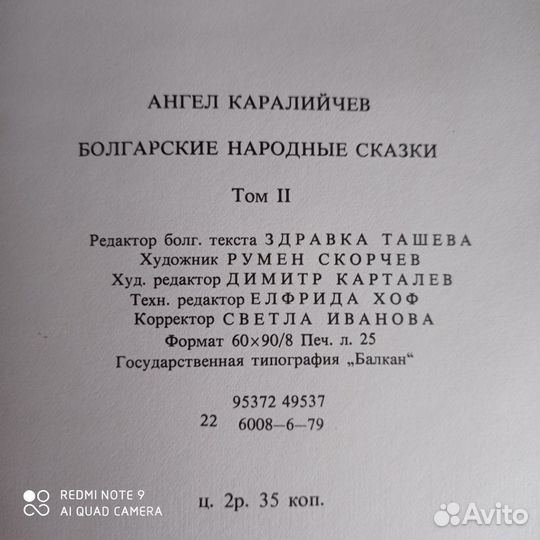 АНГЕЛ КАРАЛИЙЧЕВ
БОЛГАРСКИЕ НАРОДНЫЕ СКАЗКИ
Том II
Редактор болг. текста ЗДРАВКА ТАШЕВА
Художник РУМЕН СКОРЧЕВ
Худ. редактор ДИМИТР КАРТАЛЕВ
Техн. редактор ЕЛФРИДА ХОФ
Корректор СВЕТЛА ИВАНОВА
Формат 60×90/8 Печ. л. 25
Государственная типография „Балкан“
95372 49537
22 6008–6–79
ц. 2р. 35 коп.
REDMI NOTE 9
AI QUAD CAMERA
Avito